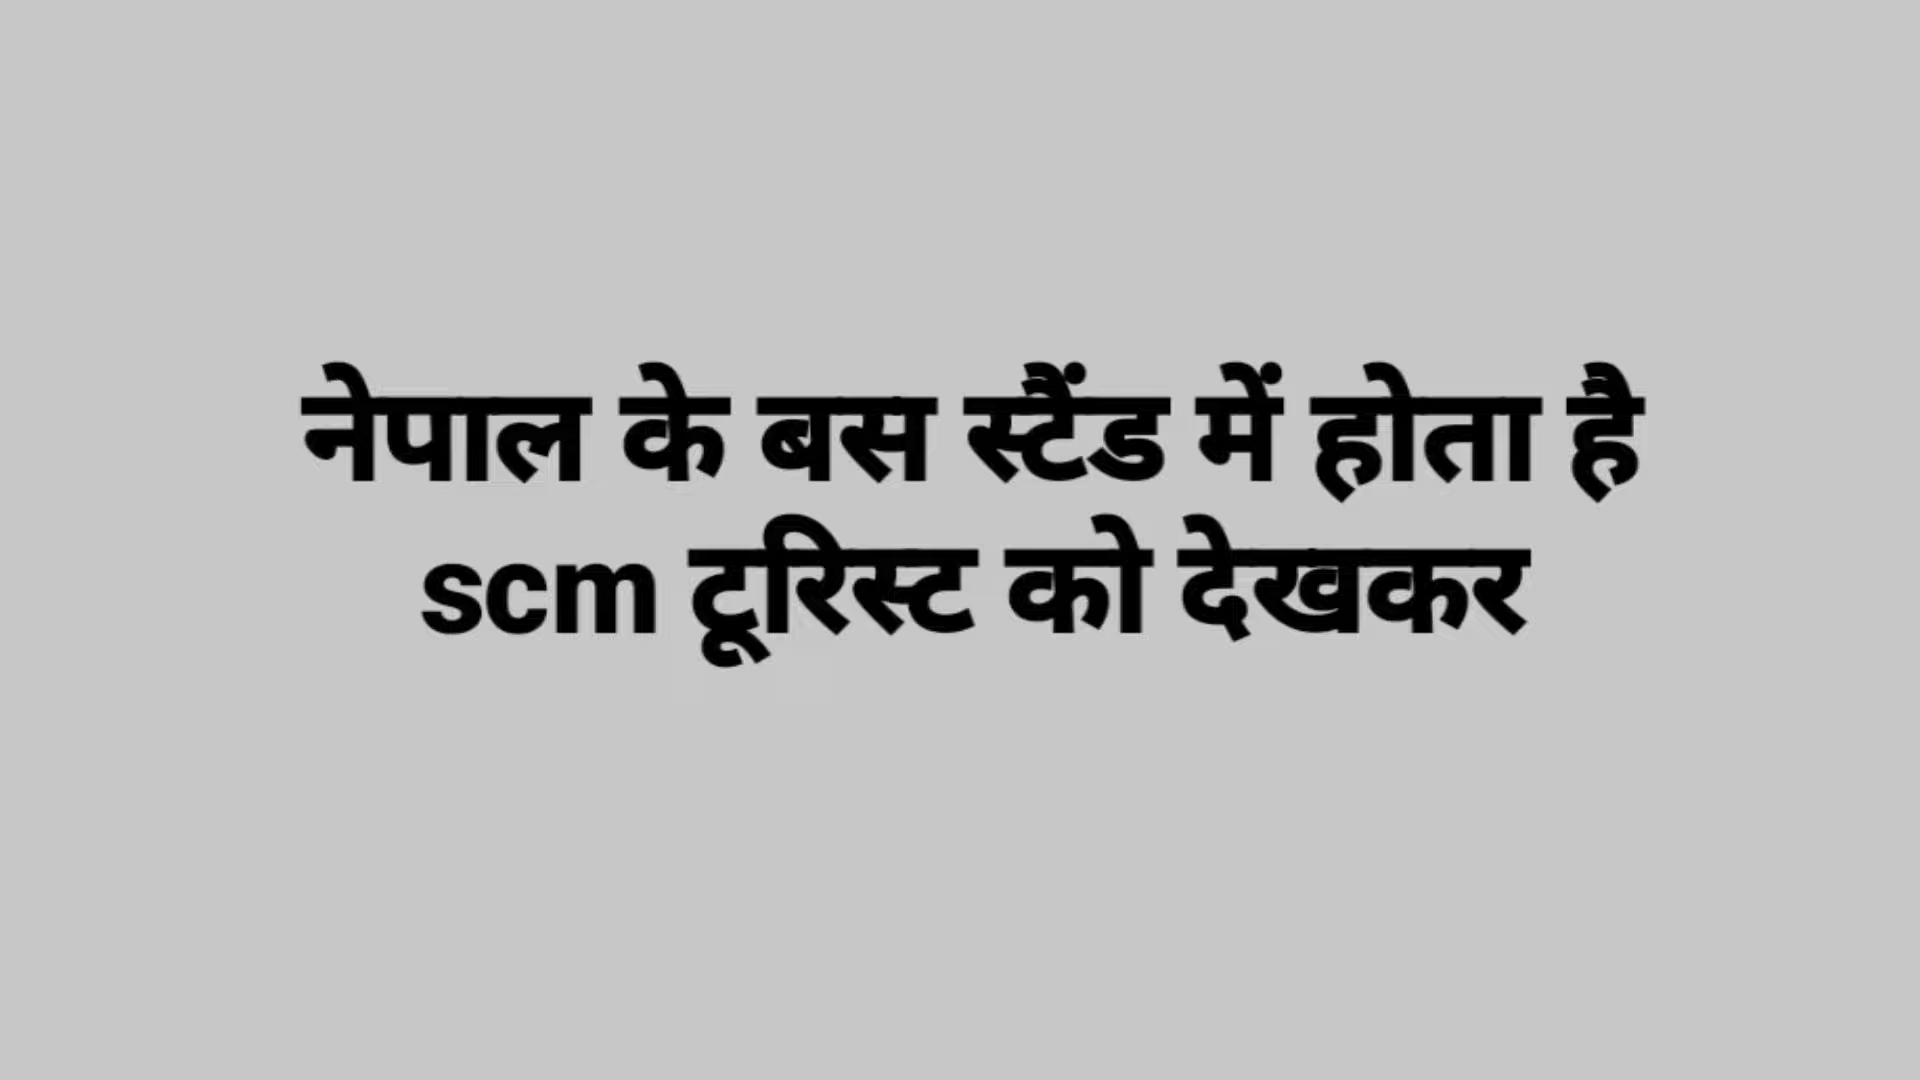 नेपाल के बस स्टैंड में होता है
scm टूरिस्ट को देखकर